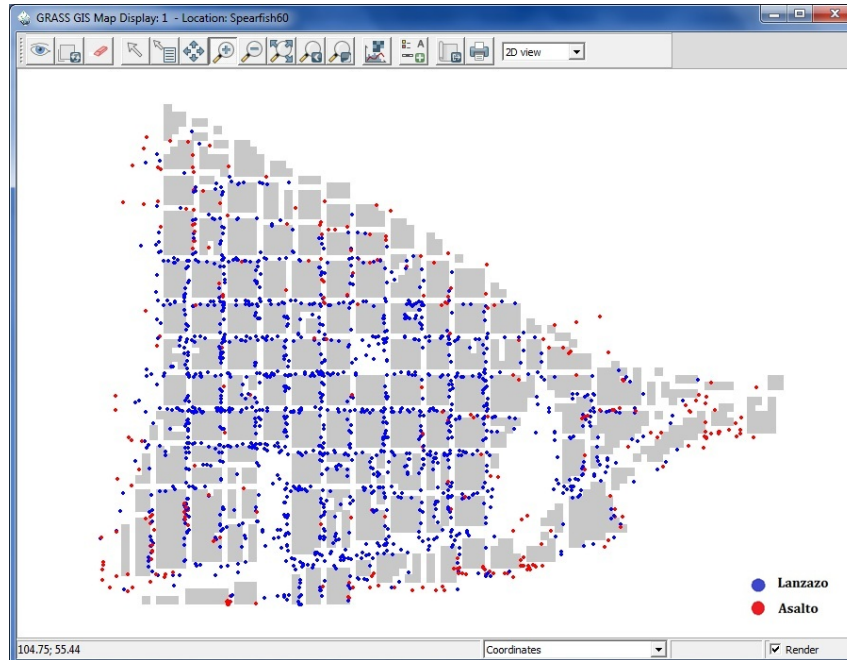 GRASS GIS Map Display: 1 - Location: Spearfish60
2D view
Lanzazo
Asalto
104.75; 55.44
Coordinates
Render